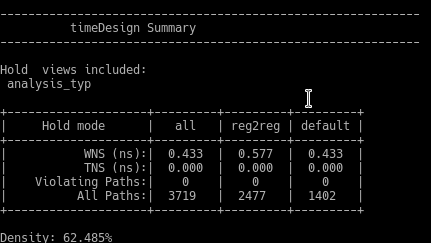 ------------------------------------------------------------
          timeDesign Summary
------------------------------------------------------------
Hold  views included:
 analysis_typ
+--------------------+---------+---------+---------+
|     Hold mode      |   all   | reg2reg | default |
+--------------------+---------+---------+---------+
|           WNS (ns):|  0.433  |  0.577  |  0.433  |
|           TNS (ns):|  0.000  |  0.000  |  0.000  |
|    Violating Paths:|    0    |    0    |    0    |
|          All Paths:|  3719   |  2477   |  1402   |
+--------------------+---------+---------+---------+
Density: 62.485%